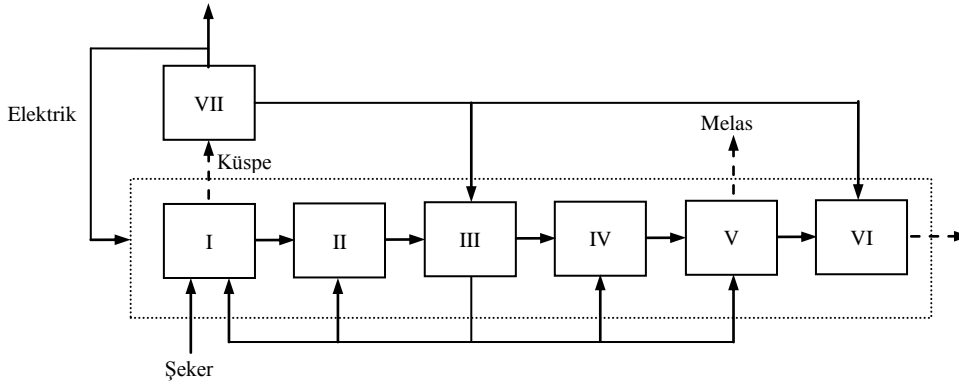 Elektrik
VII
Melas
Küspe
I
II
III
IV
V
VI
Şeker